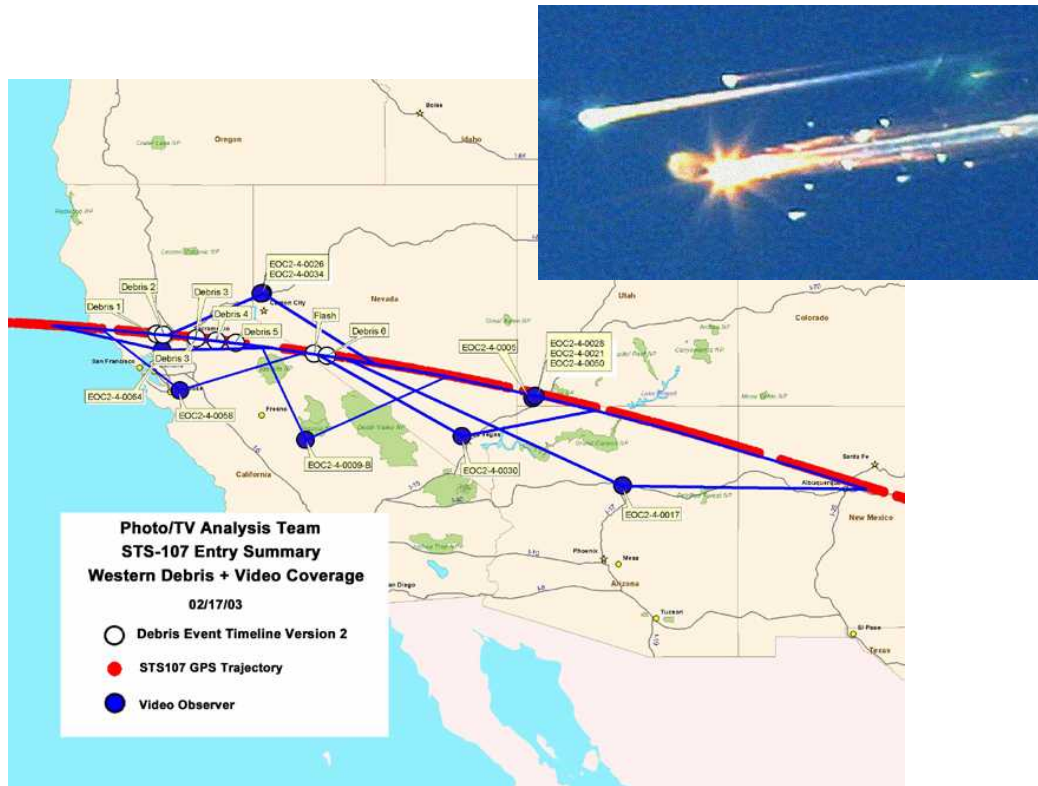 Boise
Oregon
Idaho
EOC2-4-0026
EOC2-4-0034
Debris 2
Debris 3
Debris 1
Debris 4
Carson City
Nevada
Flash
Debris 5
Debris 6
Utah
Colorado
I-70
San Francisco
Debris 3
EOC2-4-0005
EOC2-4-0028
EOC2-4-0021
EOC2-4-0050
EOC2-4-0064
EOC2-4-0058
Fresno
EOC2-4-0009-B
EOC2-4-0030
California
Santa Fe
Albuquerque
EOC2-4-0017
New Mexico
Phoenix
Mesa
Arizona
San Diego
Tucson
El Paso
Texas
Photo/TV Analysis Team
STS-107 Entry Summary
Western Debris + Video Coverage
02/17/03
Debris Event Timeline Version 2
STS107 GPS Trajectory
Video Observer